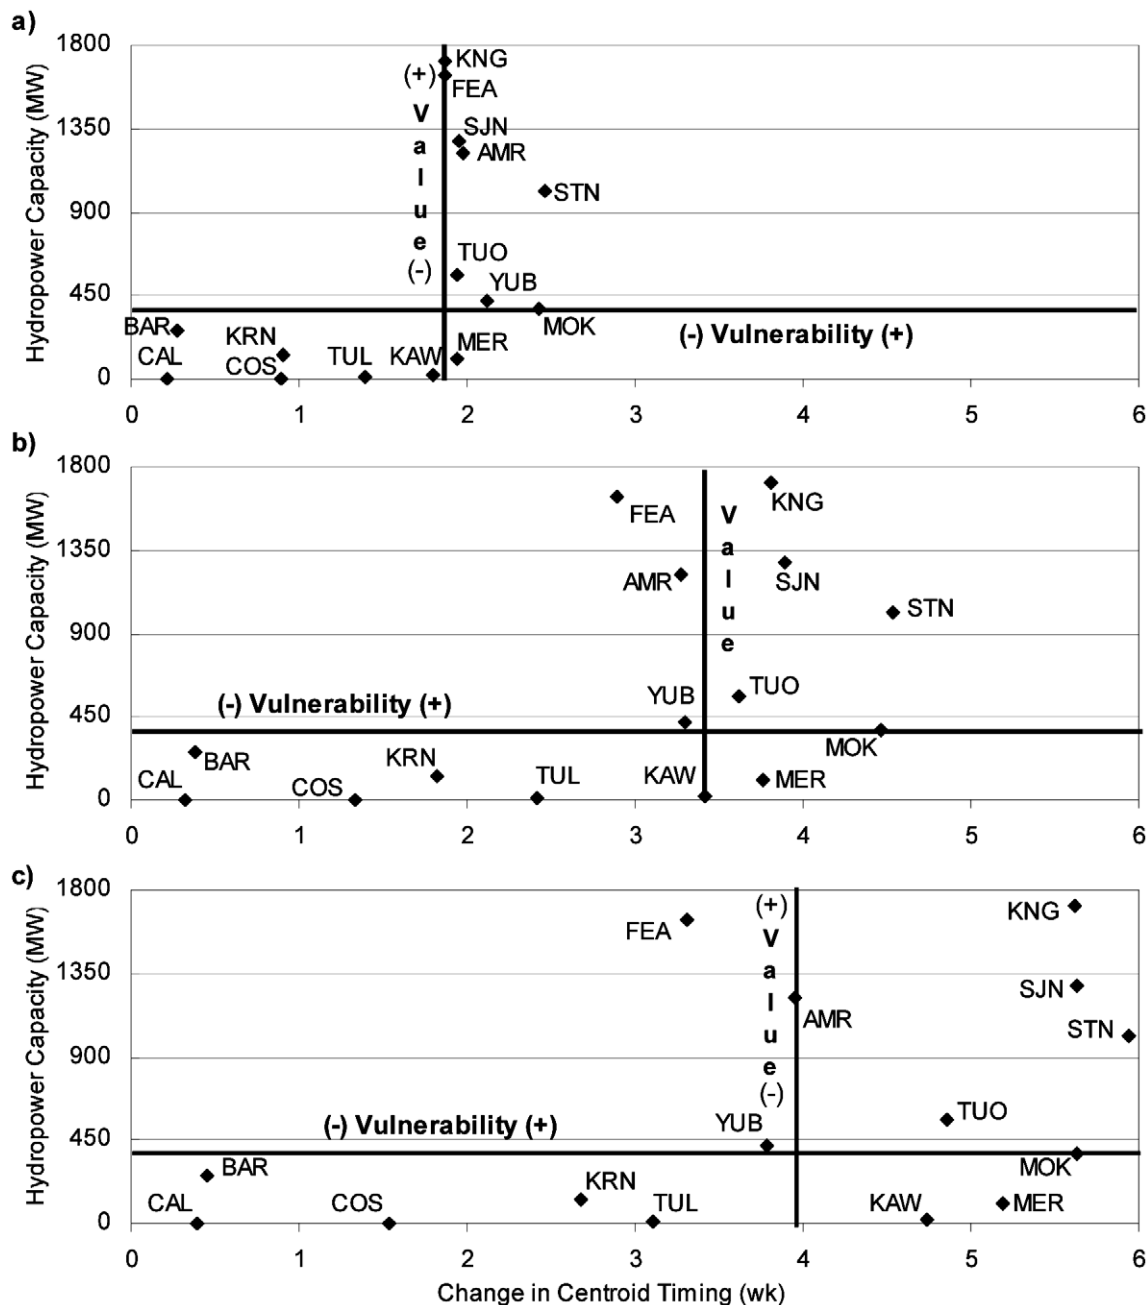 a)
Hydropower Capacity (MW)
1800
1350
900
450
0
(+)
V
a
l
u
e
(-)
KNG
FEA
SJN
AMR
STN
TUO
YUB
MOK
(-) Vulnerability (+)
BAR
KRN
MER
CAL
COS
TUL
KAW
0 1 2 3 4 5 6
b)
Hydropower Capacity (MW)
1800
1350
900
450
0
V
a
l
u
e
FEA
KNG
AMR
SJN
STN
YUB
TUO
(-) Vulnerability (+)
MOK
BAR
KRN
CAL
COS
TUL
KAW
MER
0 1 2 3 4 5 6
c)
Hydropower Capacity (MW)
1800
1350
900
450
0
(+)
V
a
l
u
e
(-)
FEA
KNG
SJN
AMR
STN
YUB
TUO
(-) Vulnerability (+)
MOK
BAR
KRN
CAL
COS
TUL
KAW
MER
0 1 2 3 4 5 6
Change in Centroid Timing (wk)